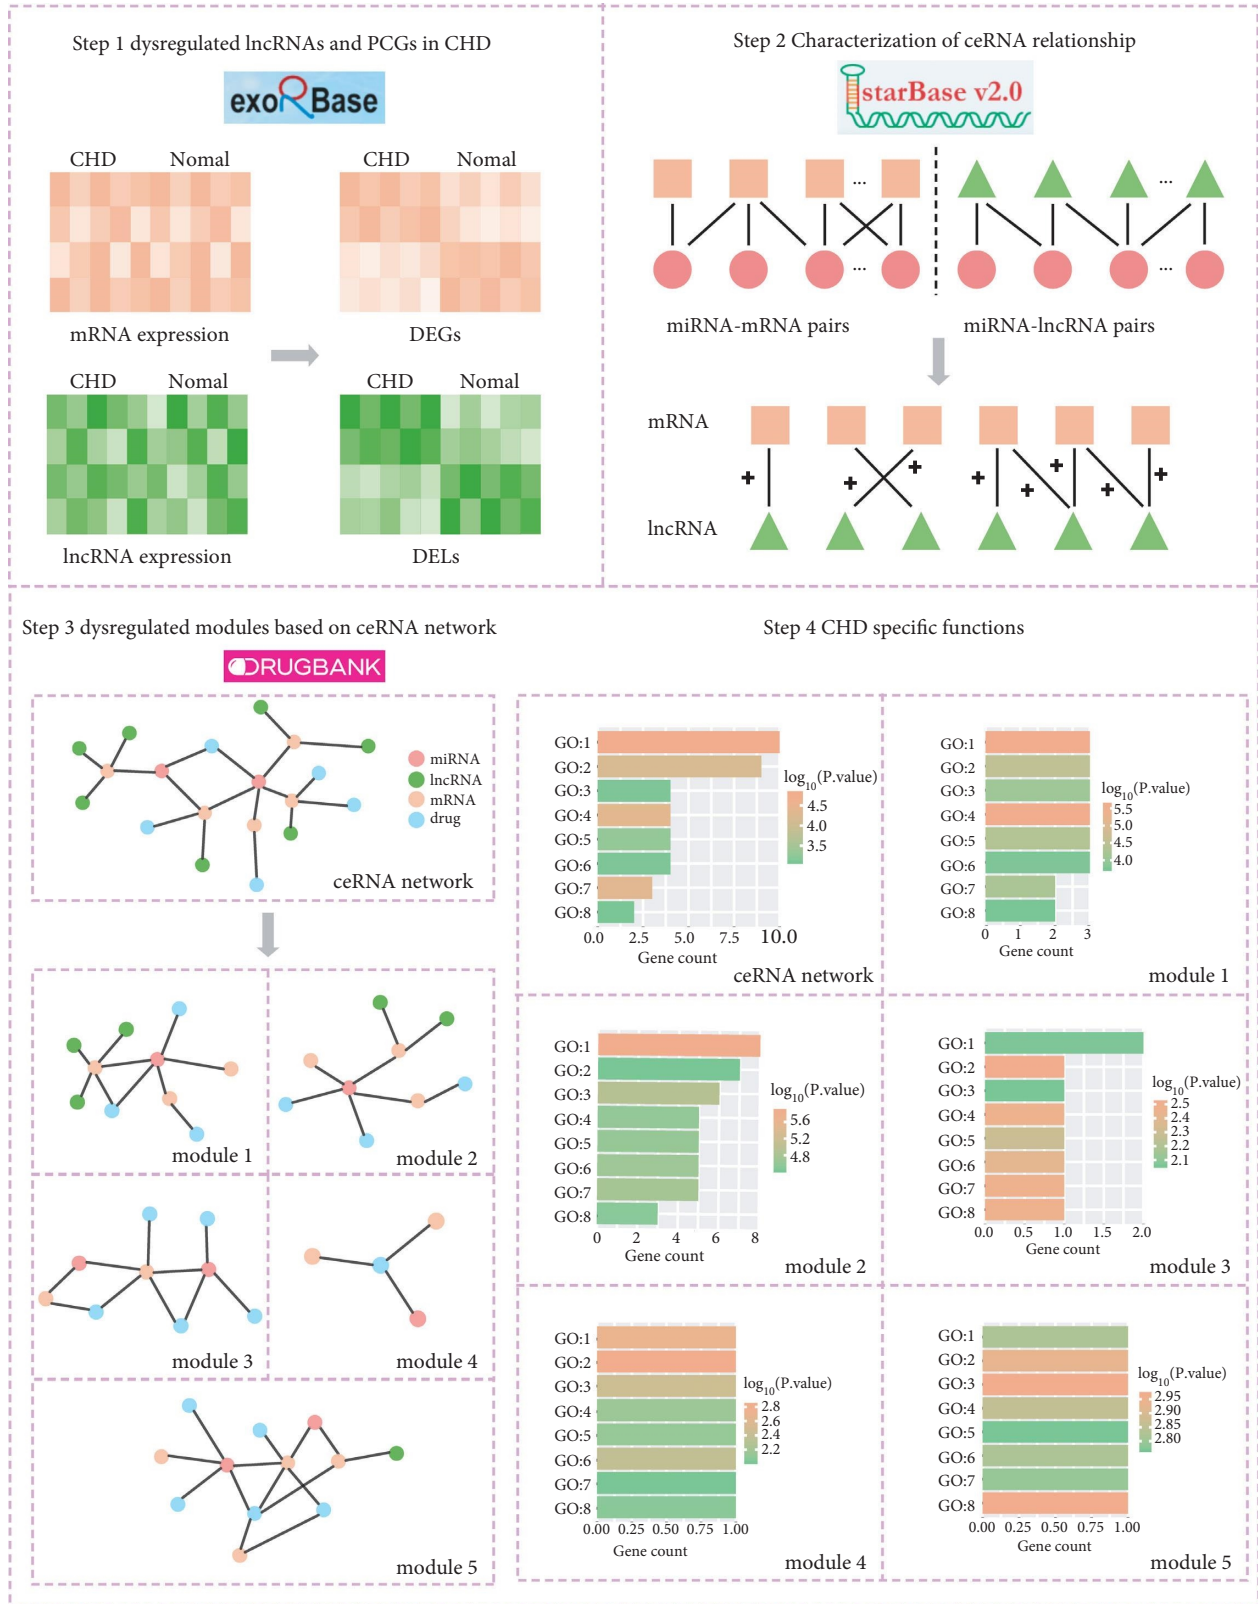 Step 1 dysregulated lncRNAs and PCGs in CHD
exoRBase
CHD Nomal
mRNA expression
CHD Nomal
DEGs
CHD Nomal
lncRNA expression
CHD Nomal
DELs
Step 2 Characterization of ceRNA relationship
starBase v2.0
... ...
... ...
miRNA-mRNA pairs
miRNA-lncRNA pairs
mRNA
+ + + + + + + +
lncRNA
Step 3 dysregulated modules based on ceRNA network
DRUGBANK
miRNA
lncRNA
mRNA
drug
ceRNA network
module 1
module 2
module 3
module 4
module 5
Step 4 CHD specific functions
GO:1
GO:2
GO:3
GO:4
GO:5
GO:6
GO:7
GO:8
0.0 2.5 5.0 7.5 10.0
Gene count
log10(P.value)
4.5
4.0
3.5
ceRNA network
GO:1
GO:2
GO:3
GO:4
GO:5
GO:6
GO:7
GO:8
0 1 2 3
Gene count
log10(P.value)
5.5
5.0
4.5
4.0
module 1
GO:1
GO:2
GO:3
GO:4
GO:5
GO:6
GO:7
GO:8
0 2 4 6 8
Gene count
log10(P.value)
5.6
5.2
4.8
module 2
GO:1
GO:2
GO:3
GO:4
GO:5
GO:6
GO:7
GO:8
0.0 0.5 1.0 1.5 2.0
Gene count
log10(P.value)
2.5
2.4
2.3
2.2
2.1
module 3
GO:1
GO:2
GO:3
GO:4
GO:5
GO:6
GO:7
GO:8
0.00 0.25 0.50 0.75 1.00
Gene count
log10(P.value)
2.8
2.6
2.4
2.2
module 4
GO:1
GO:2
GO:3
GO:4
GO:5
GO:6
GO:7
GO:8
0.00 0.25 0.50 0.75 1.00
Gene count
log10(P.value)
2.95
2.90
2.85
2.80
module 5